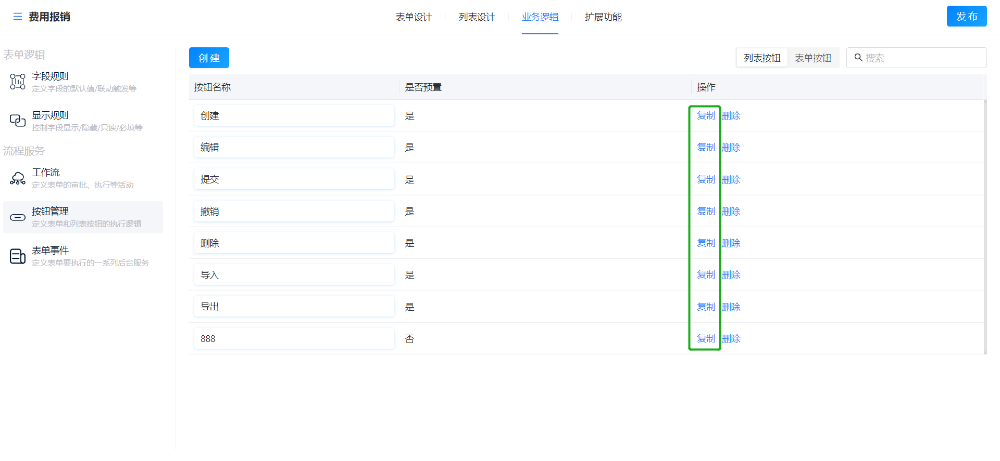 费用报销
表单设计
列表设计
业务逻辑
扩展功能
发布
表单逻辑
字段规则
定义字段的默认值/联动触发等
显示规则
控制字段显示/隐藏/只读/必填等
流程服务
工作流
定义表单的审批、执行等活动
按钮管理
定义表单和列表按钮的执行逻辑
表单事件
定义表单要执行的一系列后台服务
创建
列表按钮 表单按钮 搜索
按钮名称 是否预置 操作
创建 是 复制 删除
编辑 是 复制 删除
提交 是 复制 删除
撤销 是 复制 删除
删除 是 复制 删除
导入 是 复制 删除
导出 是 复制 删除
888 否 复制 删除